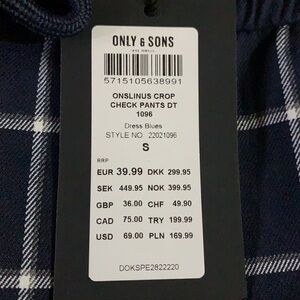 ONLY & SONS
5715105638991
ONSLINUS CROP
CHECK PANTS DT
1096
Dress Blues
STYLE NO. 22021096
S
RRP
EUR 39.99 DKK 299.95
SEK 449.95 NOK 399.95
GBP 36.00 CHF 49.90
CAD 75.00 TRY 199.99
USD 69.00 PLN 169.99
DOKSPE2822220